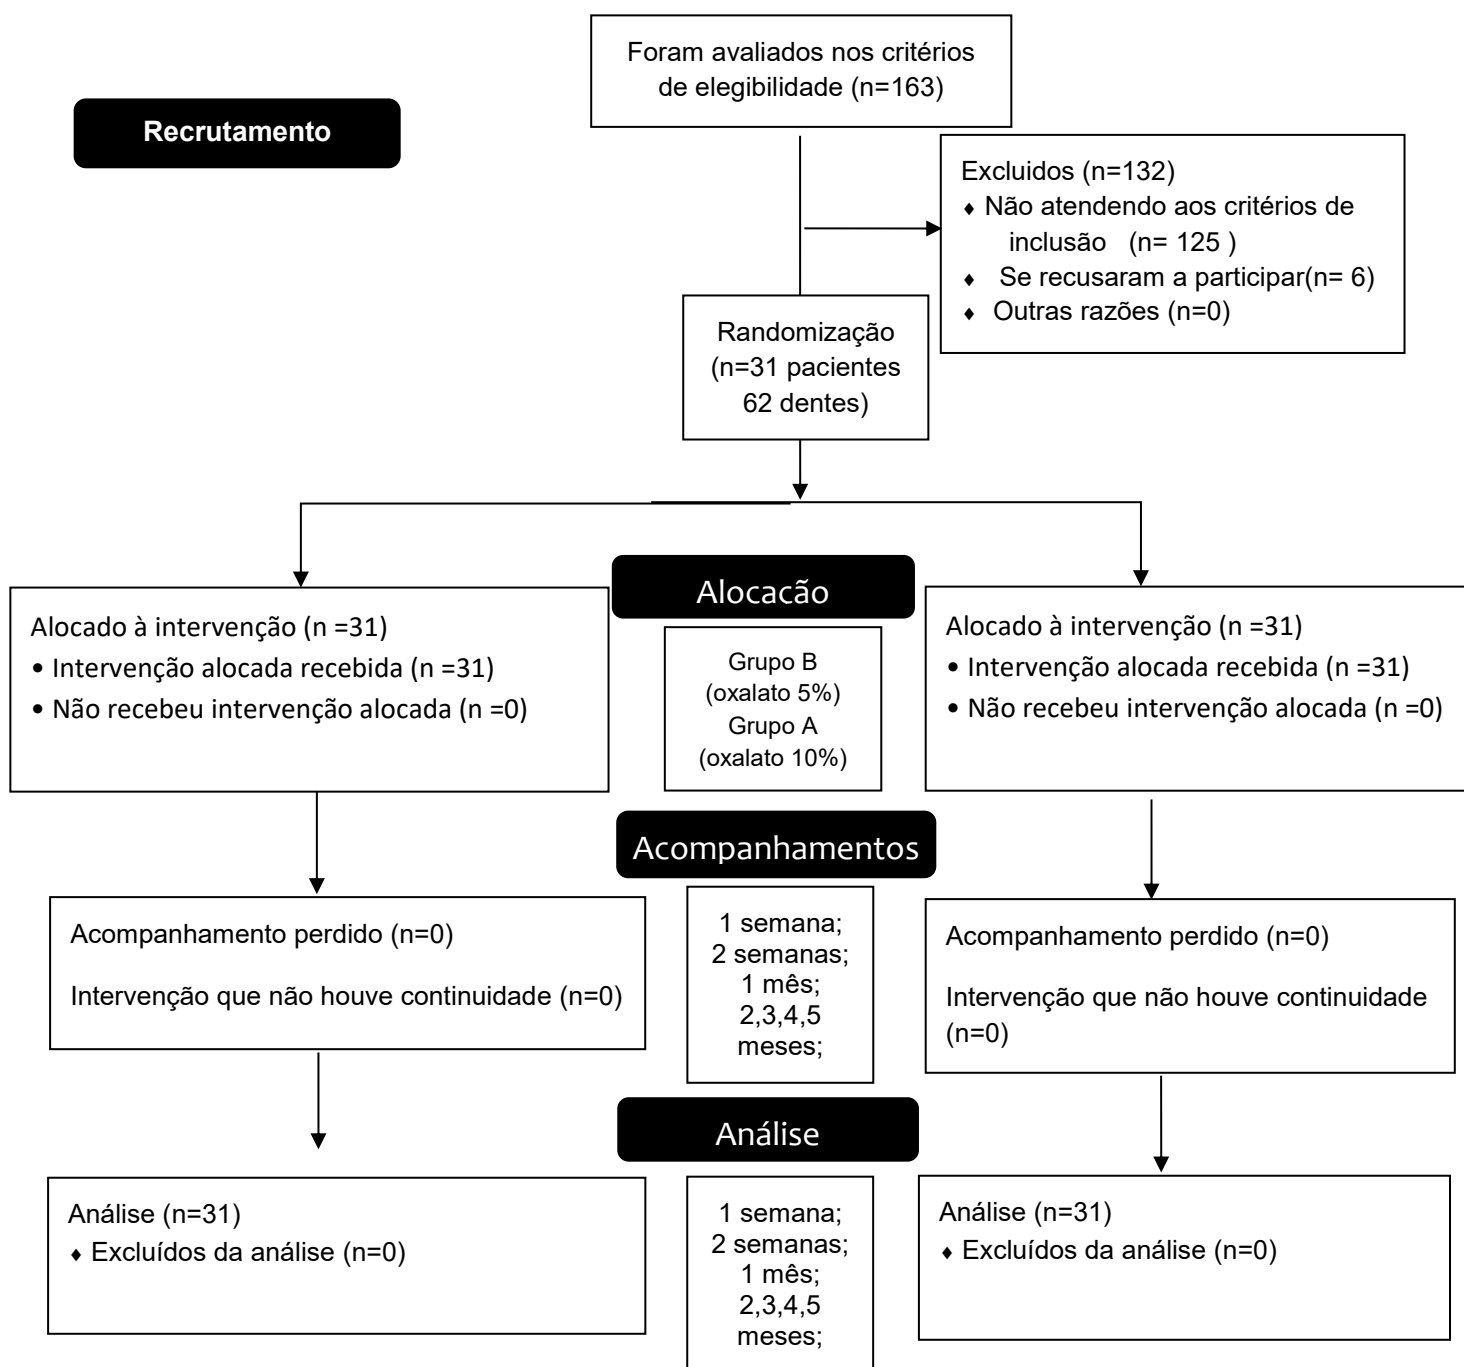 Foram avaliados nos critérios
de elegibilidade (n=163)
Recrutamento
Excluidos (n=132)
♦ Não atendendo aos critérios de
inclusão (n= 125 )
♦ Se recusaram a participar(n= 6)
♦ Outras razões (n=0)
Randomização
(n=31 pacientes
62 dentes)
Alocacão
Alocado à intervenção (n =31)
• Intervenção alocada recebida (n =31)
• Não recebeu intervenção alocada (n =0)
Grupo B
(oxalato 5%)
Grupo A
(oxalato 10%)
Alocado à intervenção (n =31)
• Intervenção alocada recebida (n =31)
• Não recebeu intervenção alocada (n =0)
Acompanhamentos
Acompanhamento perdido (n=0)
Intervenção que não houve continuidade (n=0)
1 semana;
2 semanas;
1 mês;
2,3,4,5
meses;
Acompanhamento perdido (n=0)
Intervenção que não houve continuidade
(n=0)
Análise
Análise (n=31)
♦ Excluídos da análise (n=0)
1 semana;
2 semanas;
1 mês;
2,3,4,5
meses;
Análise (n=31)
♦ Excluídos da análise (n=0)